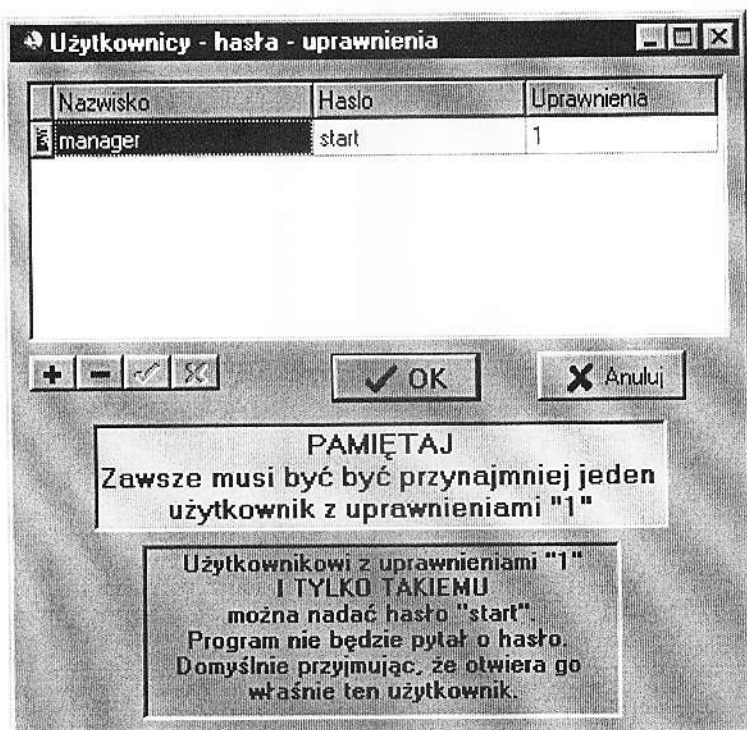 Użytkownicy - hasła - uprawnienia
Nazwisko Hasło Uprawnienia
manager start 1
OK Anuluj
PAMIĘTAJ
Zawsze musi być być przynajmniej jeden
użytkownik z uprawnieniami "1"
Użytkownikowi z uprawnieniami "1"
I TYLKO TAKIEMU
można nadać hasło "start".
Program nie będzie pytał o hasło.
Domyślnie przyjmując, że otwiera go
właśnie ten użytkownik.